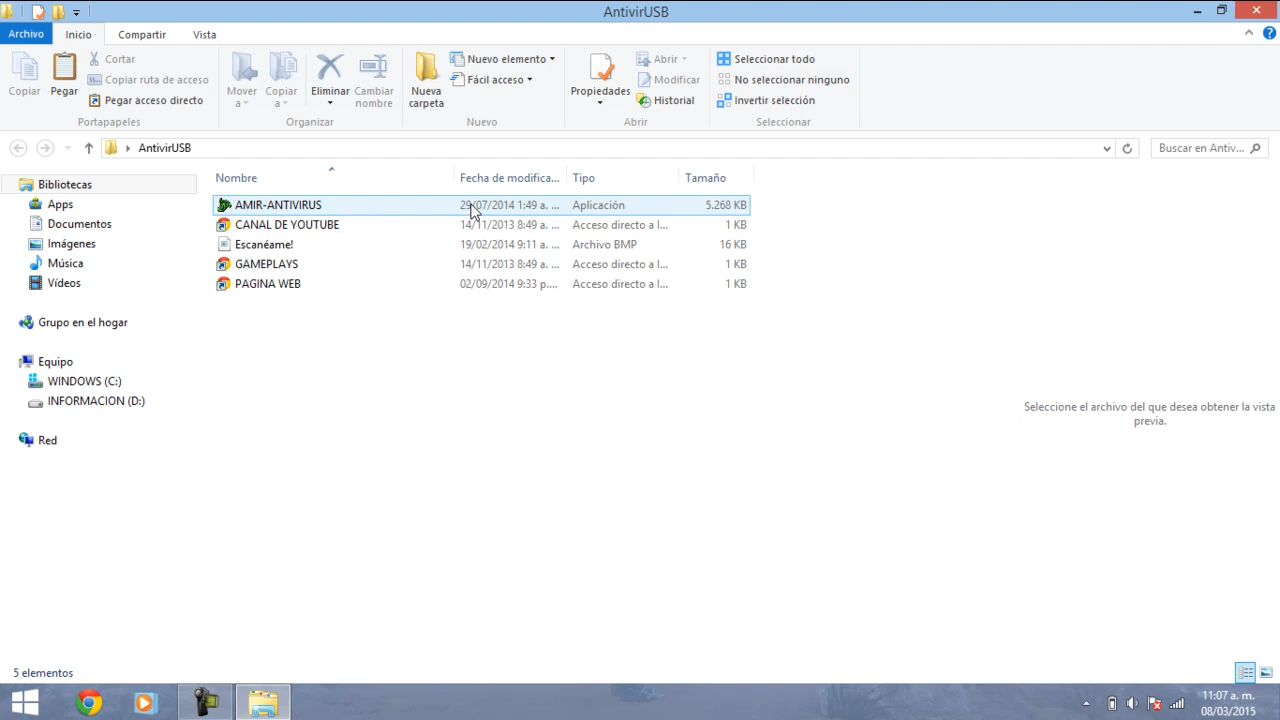 AntivirUSB
Archivo Inicio Compartir Vista
Copiar
Pegar
Cortar
Copiar ruta de acceso
Pegar acceso directo
Portapapeles
Mover a
Copiar a
Eliminar
Cambiar nombre
Organizar
Nueva carpeta
Nuevo elemento
Fácil acceso
Nuevo
Propiedades
Abrir
Modificar
Historial
Abrir
Seleccionar todo
No seleccionar ninguno
Invertir selección
Seleccionar
AntivirUSB
Buscar en Antiv...
Bibliotecas
Apps
Documentos
Imágenes
Música
Vídeos
Grupo en el hogar
Equipo
WINDOWS (C:)
INFORMACION (D:)
Red
Nombre Fecha de modifica... Tipo Tamaño
AMIR-ANTIVIRUS 29/07/2014 1:49 a. ... Aplicación 5.268 KB
CANAL DE YOUTUBE 14/11/2013 8:49 a. ... Acceso directo a I... 1 KB
Escanéame! 19/02/2014 9:11 a. ... Archivo BMP 16 KB
GAMEPLAYS 14/11/2013 8:49 a. ... Acceso directo a I... 1 KB
PAGINA WEB 02/09/2014 9:33 p.... Acceso directo a I... 1 KB
Seleccione el archivo del que desea obtener la vista
previa.
5 elementos
11:07 a. m.
08/03/2015